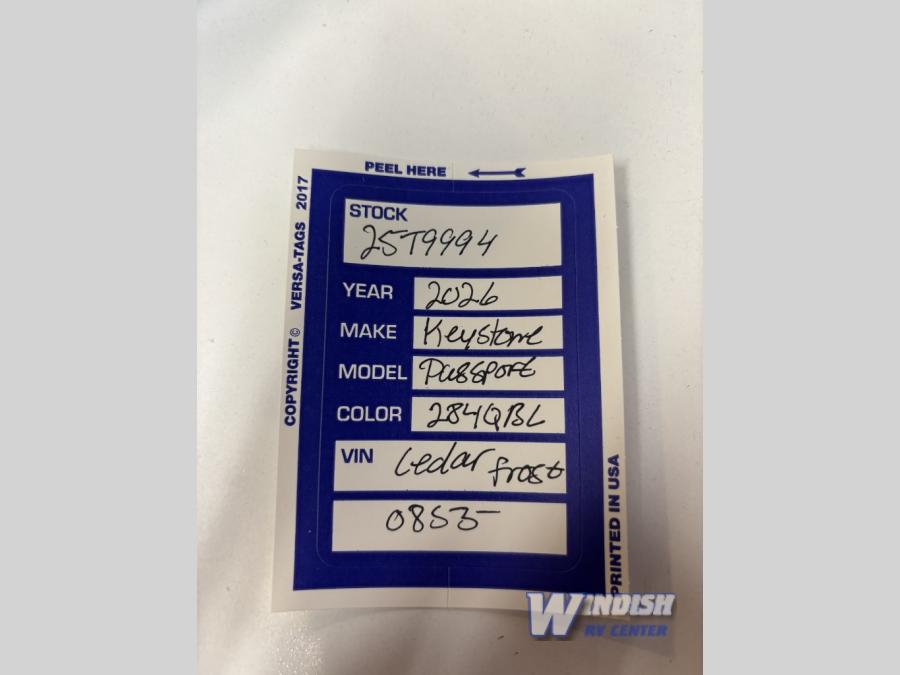 PEEL HERE
COPYRIGHT© VERSA-TAGS 2017
STOCK
25T9994
YEAR 2026
MAKE Keystone
MODEL Passport
COLOR 284QBL
VIN Cedar frost
0853
PRINTED IN USA
WINDISH
RV CENTER